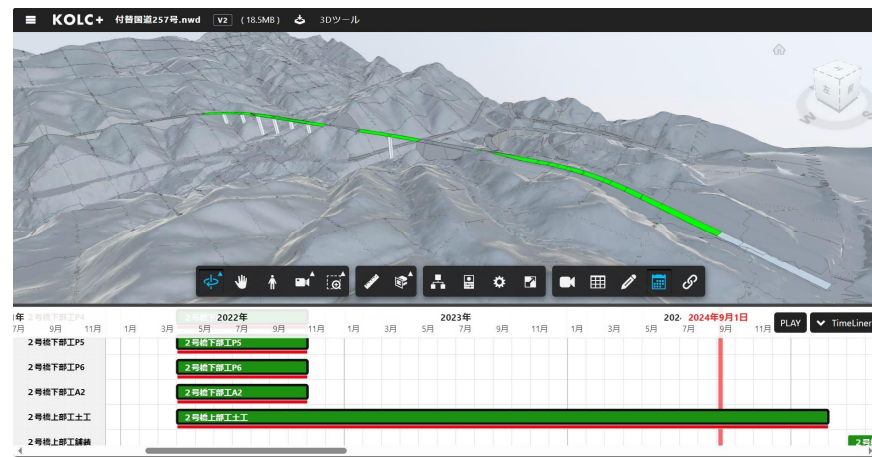 KOLC+ 付替国道257号.nwd V2 (18.5MB) 3Dツール
1年 2022年 2023年 202 2024年9月1日
7月 9月 11月 1月 3月 5月 7月 9月 11月 1月 3月 5月 7月 9月 11月 1月 3月 5月 7月 9月 11月 PLAY TimeLiner
2号橋下部工P4
2号橋下部工P5 2号橋下部工P5
2号橋下部工P6 2号橋下部工P6
2号橋下部工A2 2号橋下部工A2
2号橋上部工土工 2号橋上部工土工
2号橋上部工舗装 2号